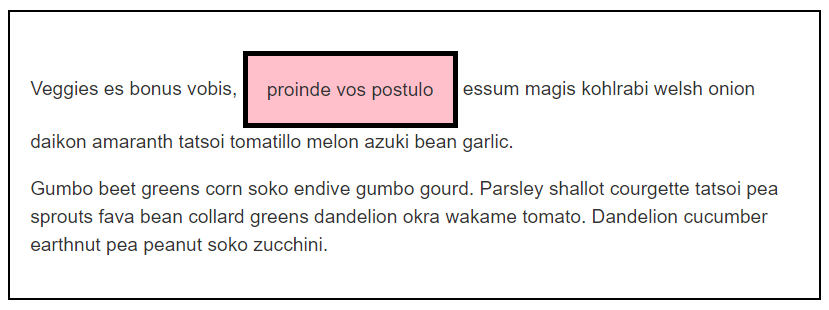 Veggies es bonus vobis, proinde vos postulo essum magis kohlrabi welsh onion
daikon amaranth tatsoi tomatillo melon azuki bean garlic.
Gumbo beet greens corn soko endive gumbo gourd. Parsley shallot courgette tatsoi pea
sprouts fava bean collard greens dandelion okra wakame tomato. Dandelion cucumber
earthnut pea peanut soko zucchini.